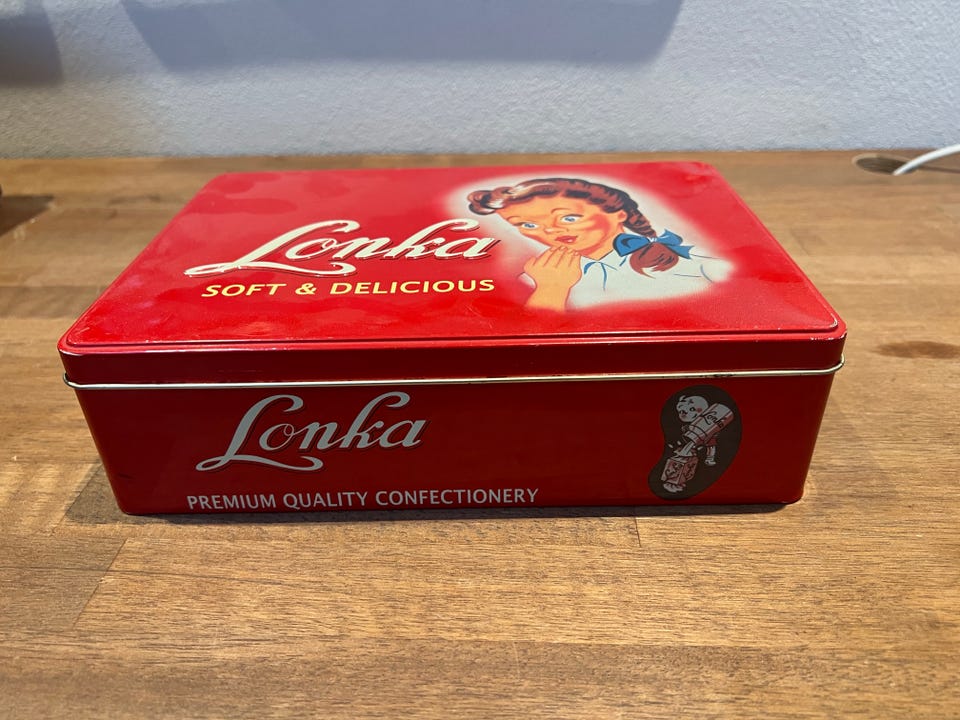 Lonka
SOFT & DELICIOUS
Lonka
PREMIUM QUALITY CONFECTIONERY